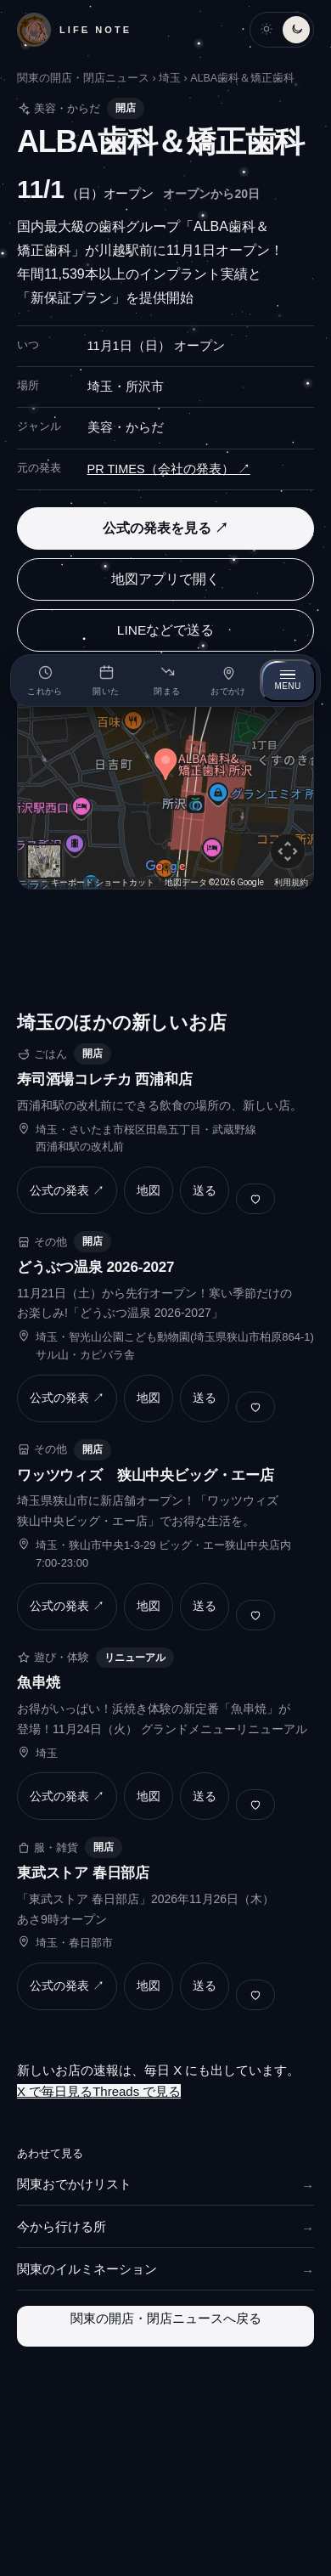 LIFE NOTE
関東の開店・閉店ニュース › 埼玉 › ALBA歯科＆矯正歯科
美容・からだ 開店
ALBA歯科＆矯正歯科
11/1（日）オープン オープンから20日
国内最大級の歯科グループ「ALBA歯科＆
矯正歯科」が川越駅前に11月1日オープン！
年間11,539本以上のインプラント実績と
「新保証プラン」を提供開始
いつ 11月1日（日） オープン
場所 埼玉・所沢市
ジャンル 美容・からだ
元の発表 PR TIMES（会社の発表） ↗
公式の発表を見る ↗
地図アプリで開く
LINEなどで送る
これから 開いた 閉まる おでかけ MENU
百味
日吉町
ALBA歯科&
矯正歯科 所沢
1丁目
くすのき台
所沢駅西口
所沢
グランエミオ 所
Google
キーボード ショートカット 地図データ ©2026 Google 利用規約
埼玉のほかの新しいお店
ごはん 開店
寿司酒場コレチカ 西浦和店
西浦和駅の改札前にできる飲食の場所の、新しい店。
埼玉・さいたま市桜区田島五丁目・武蔵野線
西浦和駅の改札前
公式の発表 ↗ 地図 送る
その他 開店
どうぶつ温泉 2026-2027
11月21日（土）から先行オープン！寒い季節だけの
お楽しみ!「どうぶつ温泉 2026-2027」
埼玉・智光山公園こども動物園(埼玉県狭山市柏原864-1)
サル山・カピバラ舎
公式の発表 ↗ 地図 送る
その他 開店
ワッツウィズ　狭山中央ビッグ・エー店
埼玉県狭山市に新店舗オープン！「ワッツウィズ
狭山中央ビッグ・エー店」でお得な生活を。
埼玉・狭山市中央1-3-29 ビッグ・エー狭山中央店内
7:00-23:00
公式の発表 ↗ 地図 送る
遊び・体験 リニューアル
魚串焼
お得がいっぱい！浜焼き体験の新定番「魚串焼」が
登場！11月24日（火） グランドメニューリニューアル
埼玉
公式の発表 ↗ 地図 送る
服・雑貨 開店
東武ストア 春日部店
「東武ストア 春日部店」2026年11月26日（木）
あさ9時オープン
埼玉・春日部市
公式の発表 ↗ 地図 送る
新しいお店の速報は、毎日 X にも出しています。
X で毎日見るThreads で見る
あわせて見る
関東おでかけリスト →
今から行ける所 →
関東のイルミネーション →
関東の開店・閉店ニュースへ戻る